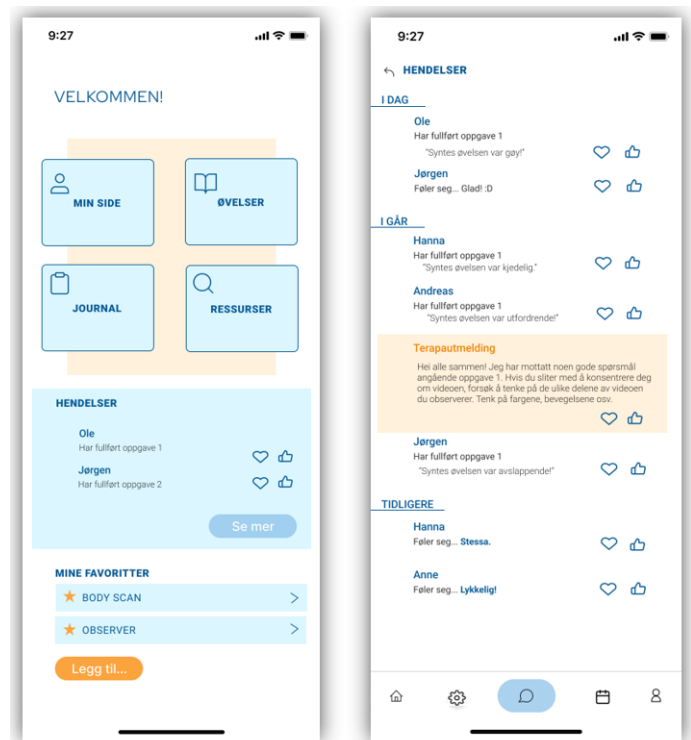 9:27
VELKOMMEN!
MIN SIDE
ØVELSER
JOURNAL
RESSURSER
HENDELSER
Ole
Har fullført oppgave 1
Jørgen
Har fullført oppgave 2
Se mer
MINE FAVORITTER
BODY SCAN
OBSERVER
Legg til...
9:27
HENDELSER
I DAG
Ole
Har fullført oppgave 1
"Syntes øvelsen var gøy!"
Jørgen
Føler seg... Glad! :D
I GÅR
Hanna
Har fullført oppgave 1
"Syntes øvelsen var kjedelig."
Andreas
Har fullført oppgave 1
"Syntes øvelsen var utfordrende!"
Terapautmelding
Hei alle sammen! Jeg har mottatt noen gode spørsmål
angående oppgave 1. Hvis du sliter med å konsentrere deg
om videoen, forsøk å tenke på de ulike delene av videoen
du observerer. Tenk på fargene, bevegelsene osv.
Jørgen
Har fullført oppgave 1
"Syntes øvelsen var avslappende!"
TIDLIGERE
Hanna
Føler seg... Stessa.
Anne
Føler seg... Lykkelig!